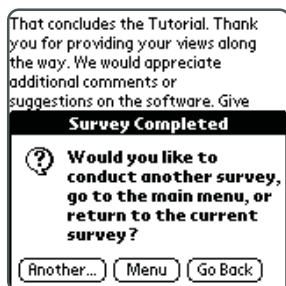 That concludes the Tutorial. Thank
you for providing your views along
the way. We would appreciate
additional comments or
suggestions on the software. Give
Survey Completed
Would you like to
conduct another survey,
go to the main menu, or
return to the current
survey?
Another... Menu Go Back